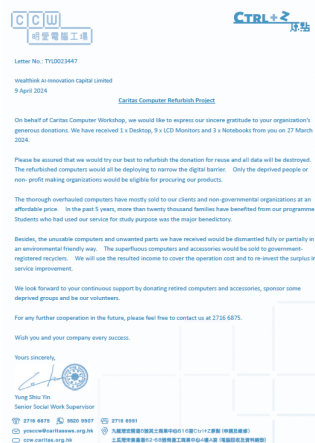 CCW
明愛電腦工場
CTRL+Z
原點
Letter No.: TYL0023447
Wealthink AI-Innovation Capital Limited
9 April 2024
Caritas Computer Refurbish Project
On behalf of Caritas Computer Workshop, we would like to express our sincere gratitude to your organization's
generous donations. We have received 1 x Desktop, 9 x LCD Monitors and 3 x Notebooks from you on 27 March
2024.
Please be assured that we would try our best to refurbish the donation for reuse and all data will be destroyed.
The refurbished computers would all be deploying to narrow the digital barrier. Only the deprived people or
non- profit making organizations would be eligible for procuring our products.
The thorough overhauled computers have mostly sold to our clients and non-governmental organizations at an
affordable price. In the past 5 years, more than twenty thousand families have benefited from our programme
Students who had used our service for study purpose was the major benedictory.
Besides, the unusable computers and unwanted parts we have received would be dismantled fully or partially in
an environmental friendly way. The superfluous computers and accessories would be sold to government-
registered recyclers. We will use the resulted income to cover the operation cost and to re-invest the surplus in
service improvement.
We look forward to your continuous support by donating retired computers and accessories, sponsor some
deprived groups and be our volunteers.
For any further cooperation in the future, please feel free to contact us at 2716 6875.
Wish you and your company every success.
Yours sincerely,
Yung Shiu Yin
Senior Social Work Supervisor
2716 6875 9820 9697 2716 6951
yccaccw@caritassws.org.hk
ccw.caritas.org.hk